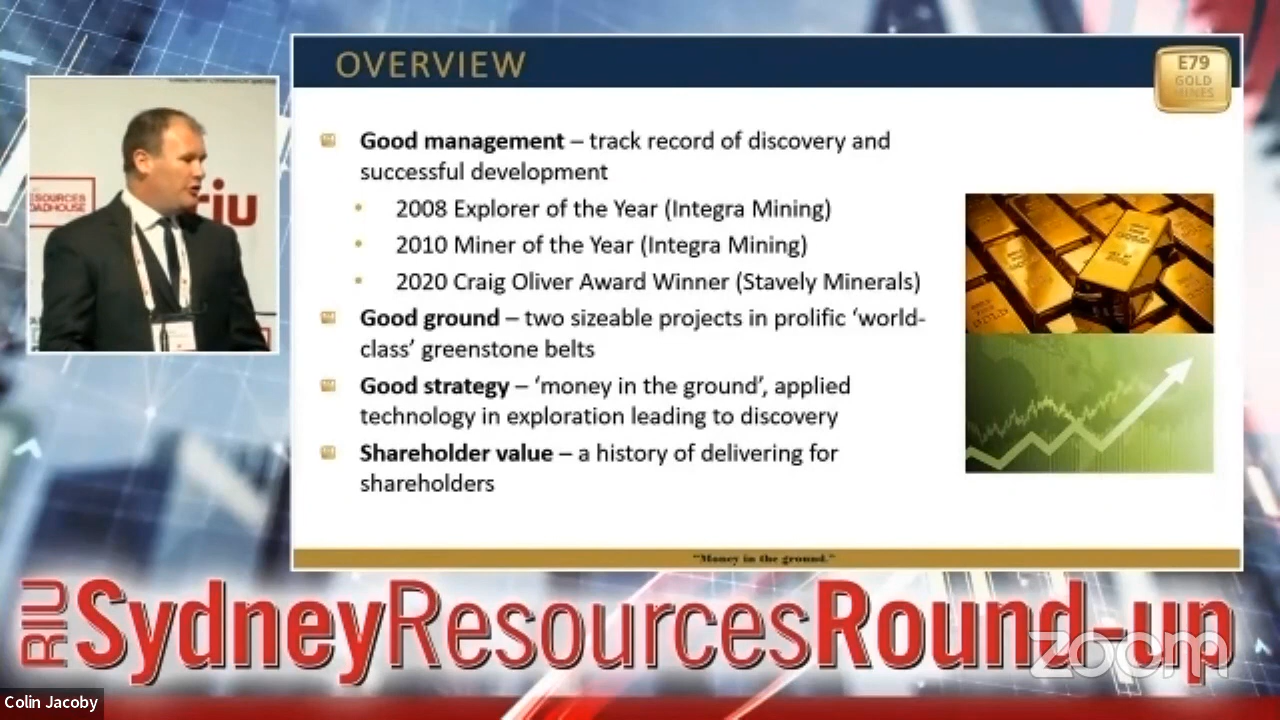 OVERVIEW
E79
GOLD
MINES
Good management – track record of discovery and
successful development
2008 Explorer of the Year (Integra Mining)
2010 Miner of the Year (Integra Mining)
2020 Craig Oliver Award Winner (Stavely Minerals)
Good ground – two sizeable projects in prolific ‘world-
class’ greenstone belts
Good strategy – ‘money in the ground’, applied
technology in exploration leading to discovery
Shareholder value – a history of delivering for
shareholders
"Money in the ground."
riu
RIU SydneyResourcesRound-up
zoom
Colin Jacoby